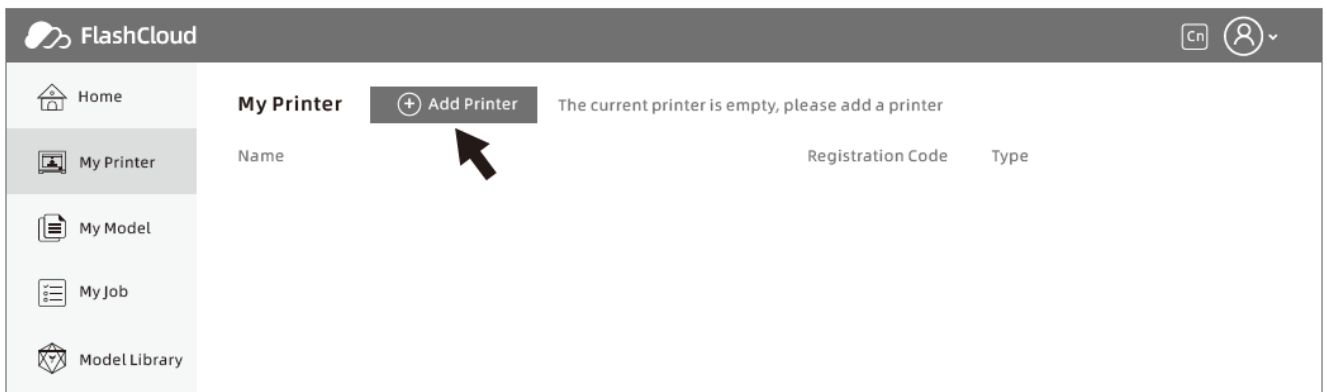 FlashCloud
Cn
Home
My Printer
My Model
My Job
Model Library
My Printer
Add Printer
The current printer is empty, please add a printer
Name
Registration Code
Type